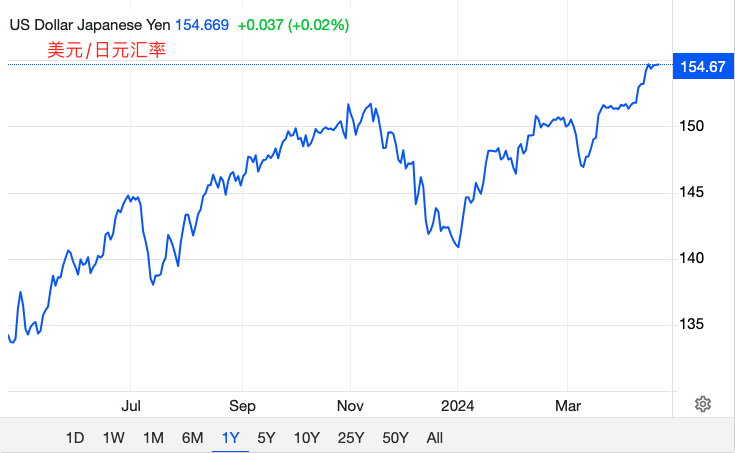 US Dollar Japanese Yen 154.669 +0.037 (+0.02%)
美元/日元汇率
154.67
150
145
140
135
Jul Sep Nov 2024 Mar
1D 1W 1M 6M 1Y 5Y 10Y 25Y 50Y All